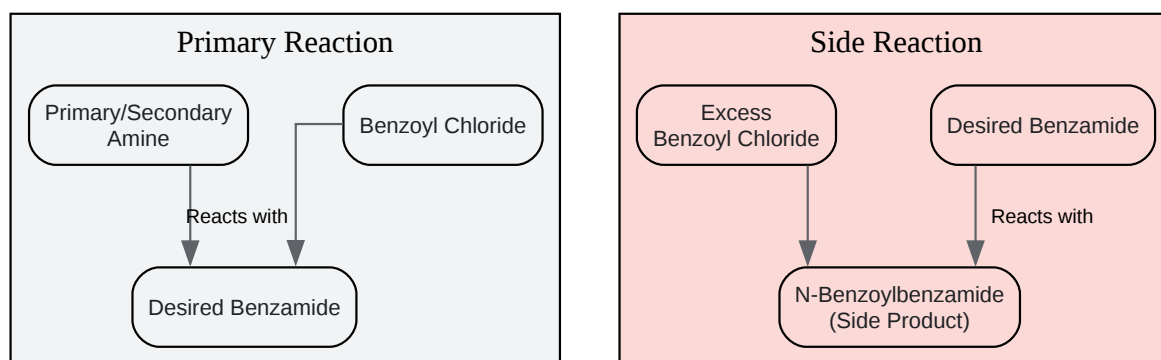 Primary Reaction
Primary/Secondary
Amine
Benzoyl Chloride
Reacts with
Desired Benzamide
Side Reaction
Excess
Benzoyl Chloride
Desired Benzamide
Reacts with
N-Benzoylbenzamide
(Side Product)